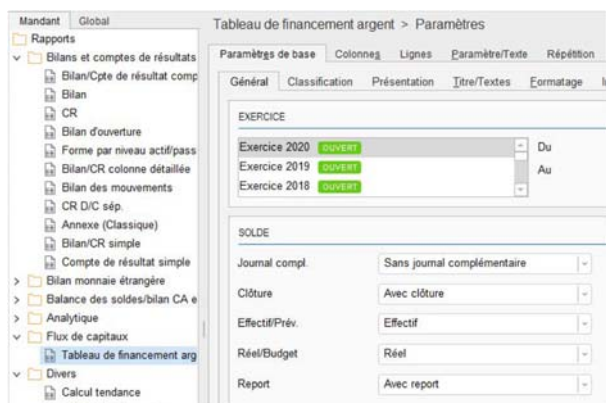 Mandant Global
Tableau de financement argent > Paramètres
Rapports
Bilans et comptes de résultats
Bilan/Cpte de résultat comp
Bilan
CR
Bilan d'ouverture
Forme par niveau actif/pass
Bilan/CR colonne détaillée
Bilan des mouvements
CR D/C sép.
Annexe (Classique)
Bilan/CR simple
Compte de résultat simple
Bilan monnaie étrangère
Balance des soldes/bilan CA e
Analytique
Flux de capitaux
Tableau de financement arg
Divers
Calcul tendance
Paramètres de base Colonnes Lignes Paramètre/Texte Répétition
Général Classification Présentation Titre/Textes Formatage
EXERCICE
Exercice 2020 OUVERT Du
Exercice 2019 OUVERT Au
Exercice 2018 OUVERT
SOLDE
Journal compl. Sans journal complémentaire
Clôture Avec clôture
Effectif/Prév. Effectif
Réel/Budget Réel
Report Avec report